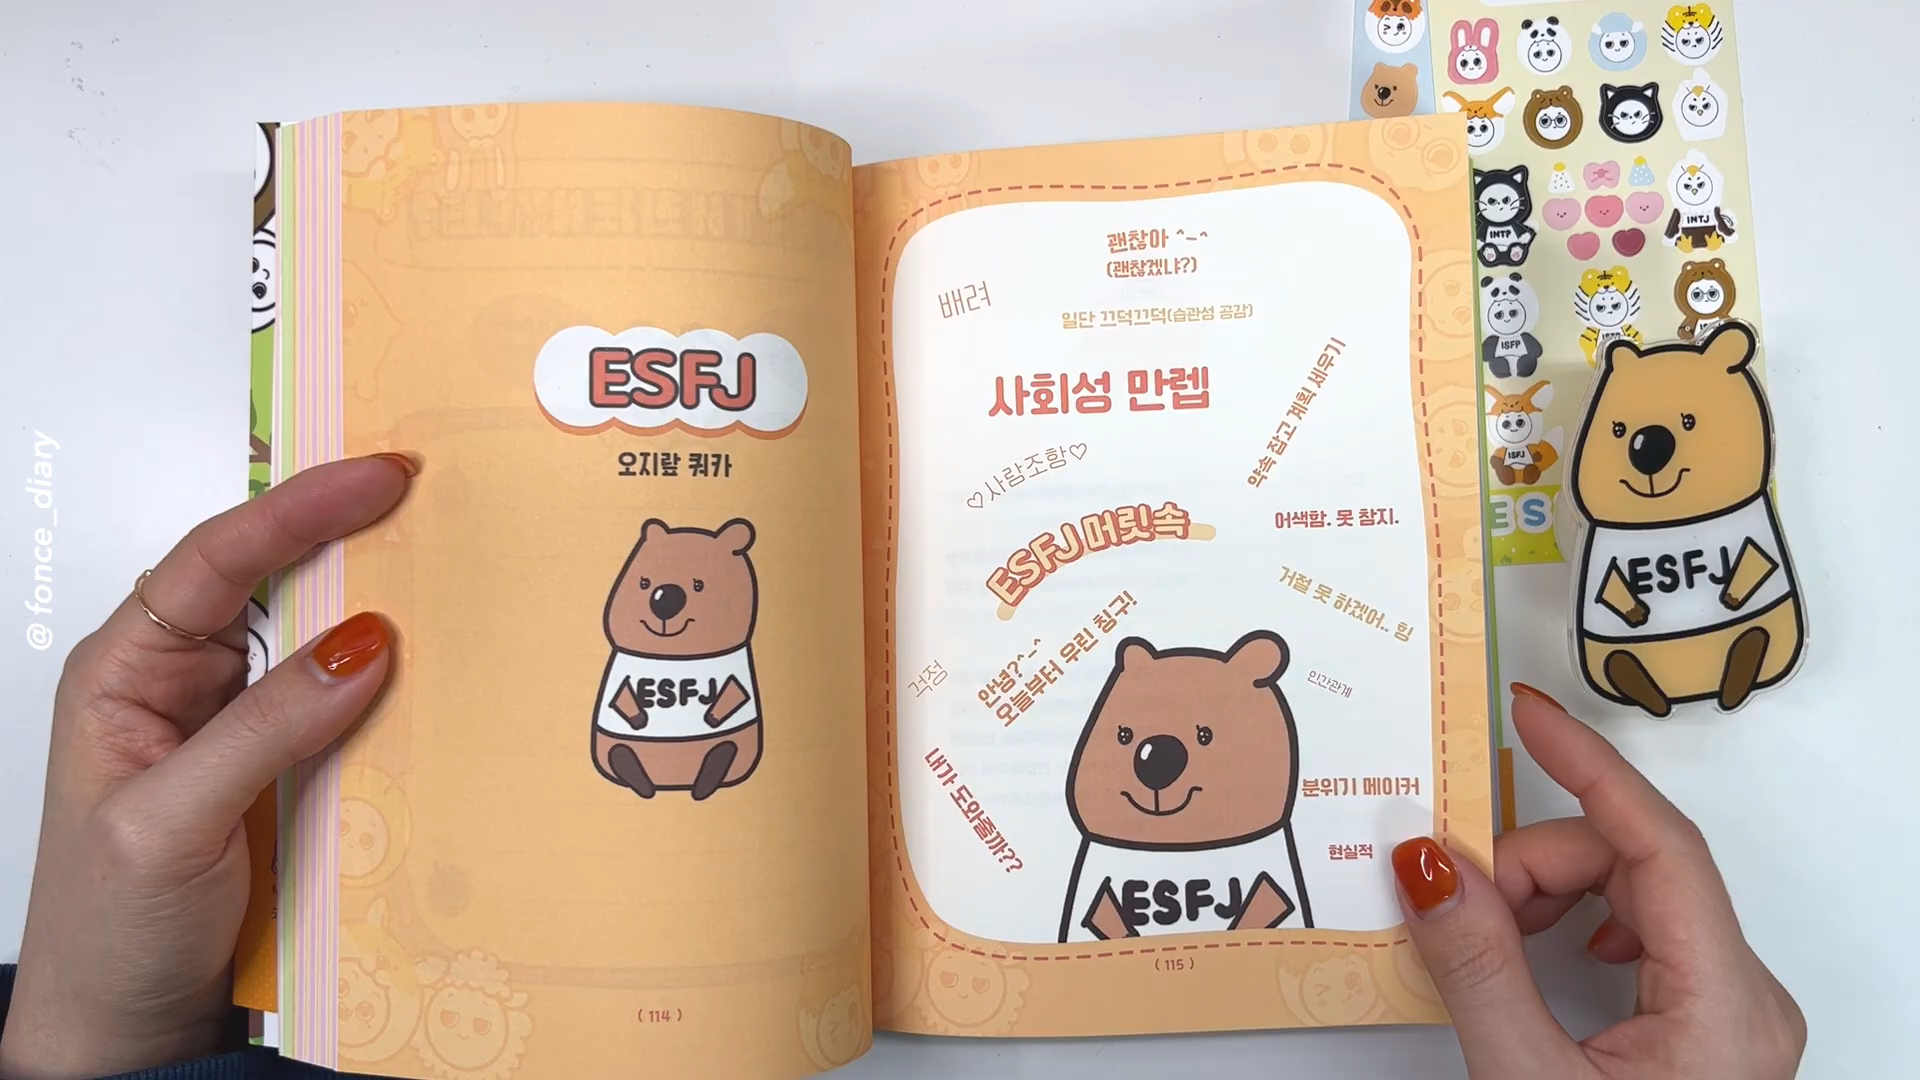 @fonce_diary
ESFJ
오지랖 쿼카
ESFJ
( 114 )
괜찮아 ^-^
(괜찮겠냐?)
배려
일단 끄덕끄덕(습관성 공감)
사회성 만렙
약속 잡고 계획 세우기
♡사람조항♡
어색함. 못 참지.
ESFJ 머릿속
거절 못 하겠어.. 힝
안녕?^-^
오늘부터 우린 칭구!
걱정
인간관계
내가 도와줄까??
분위기 메이커
현실적
ESFJ
( 115 )
INTP
INTJ
ISFP
ISFJ
ES
ESFJ